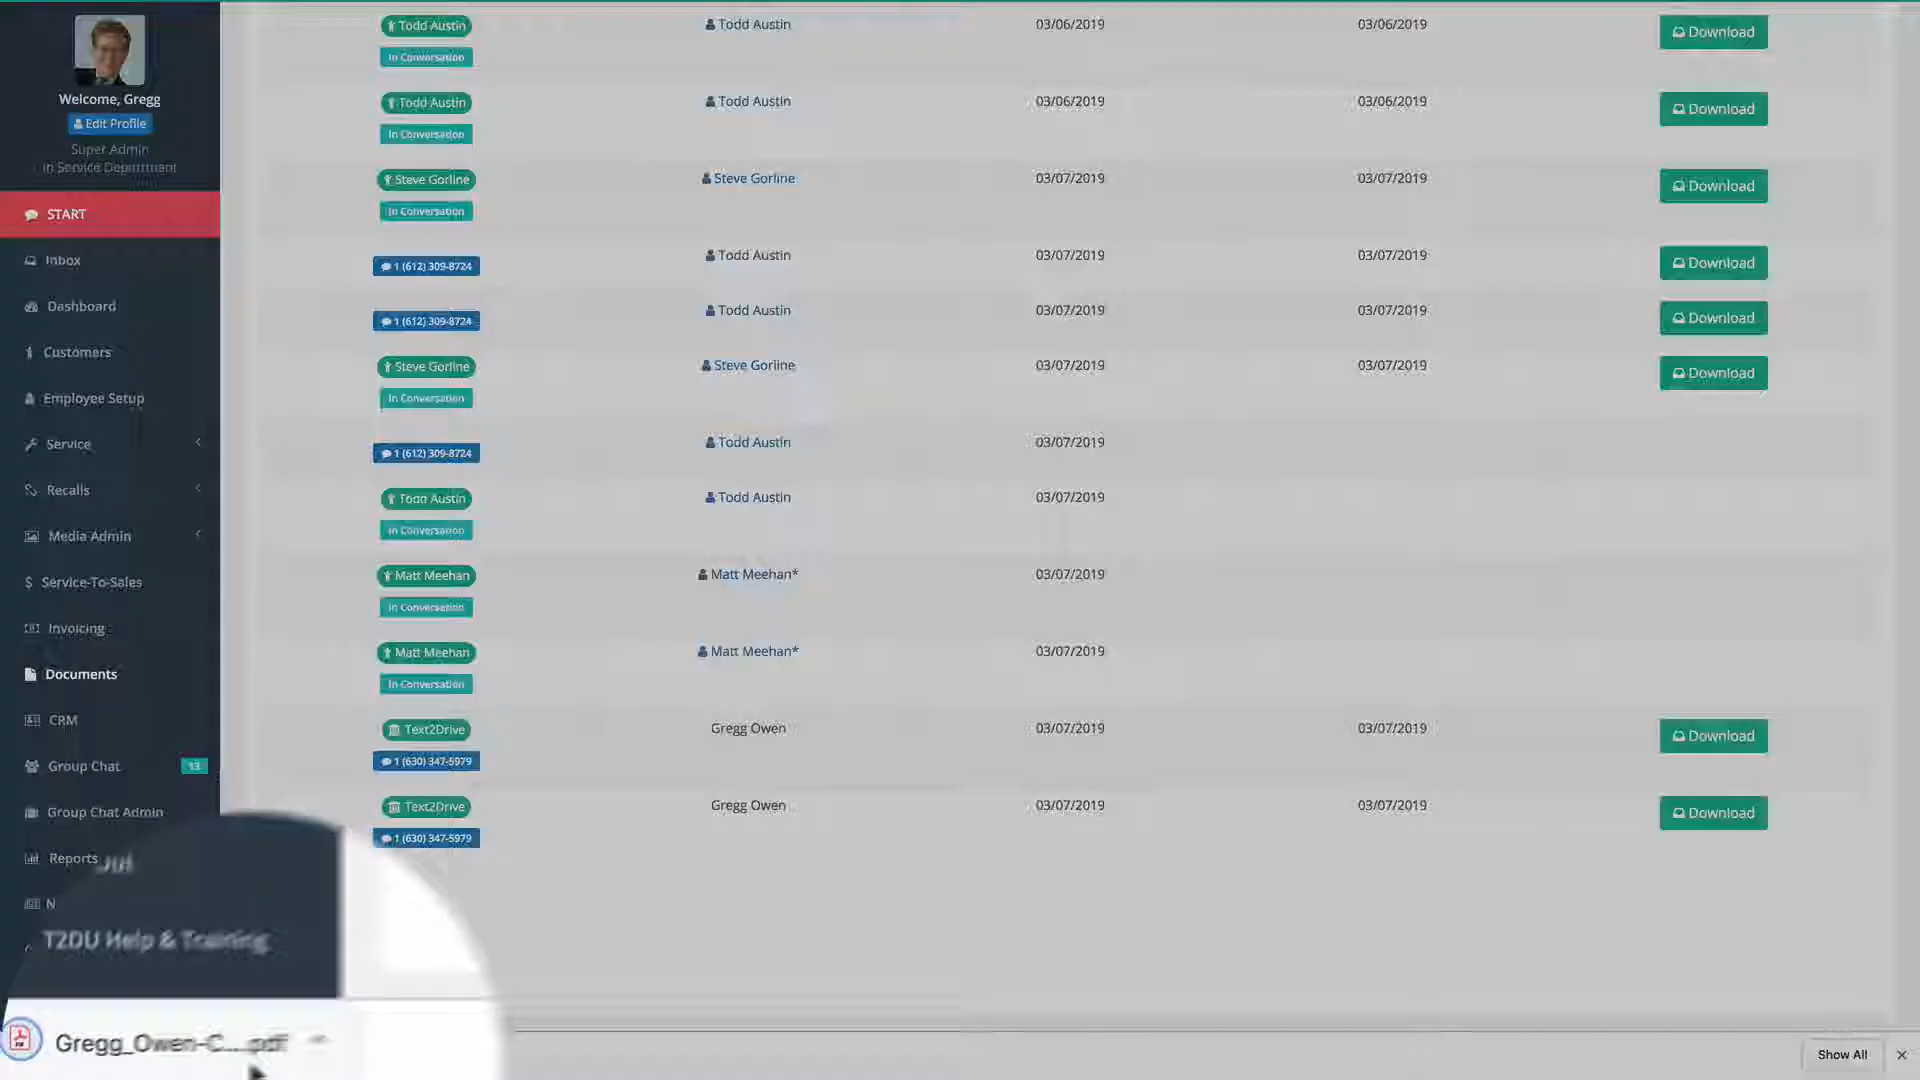 Welcome, Gregg
Edit Profile
Super Admin
in Service Department
START
Inbox
Dashboard
Customers
Employee Setup
Service
Recalls
Media Admin
Service-To-Sales
Invoicing
Documents
CRM
Group Chat 13
Group Chat Admin
Reports
N
T2DU Help & Training
Todd Austin Todd Austin 03/06/2019 03/06/2019 Download
In Conversation
Todd Austin Todd Austin 03/06/2019 03/06/2019 Download
In Conversation
Steve Gorline Steve Gorline 03/07/2019 03/07/2019 Download
In Conversation
1 (612) 309-8724 Todd Austin 03/07/2019 03/07/2019 Download
1 (612) 309-8724 Todd Austin 03/07/2019 03/07/2019 Download
Steve Gorline Steve Gorline 03/07/2019 03/07/2019 Download
In Conversation
1 (612) 309-8724 Todd Austin 03/07/2019
Todd Austin Todd Austin 03/07/2019
In Conversation
Matt Meehan Matt Meehan* 03/07/2019
In Conversation
Matt Meehan Matt Meehan* 03/07/2019
In Conversation
Text2Drive Gregg Owen 03/07/2019 03/07/2019 Download
1 (630) 347-5979
Text2Drive Gregg Owen 03/07/2019 03/07/2019 Download
1 (630) 347-5979
Gregg_Owen-C....pdf
Show All